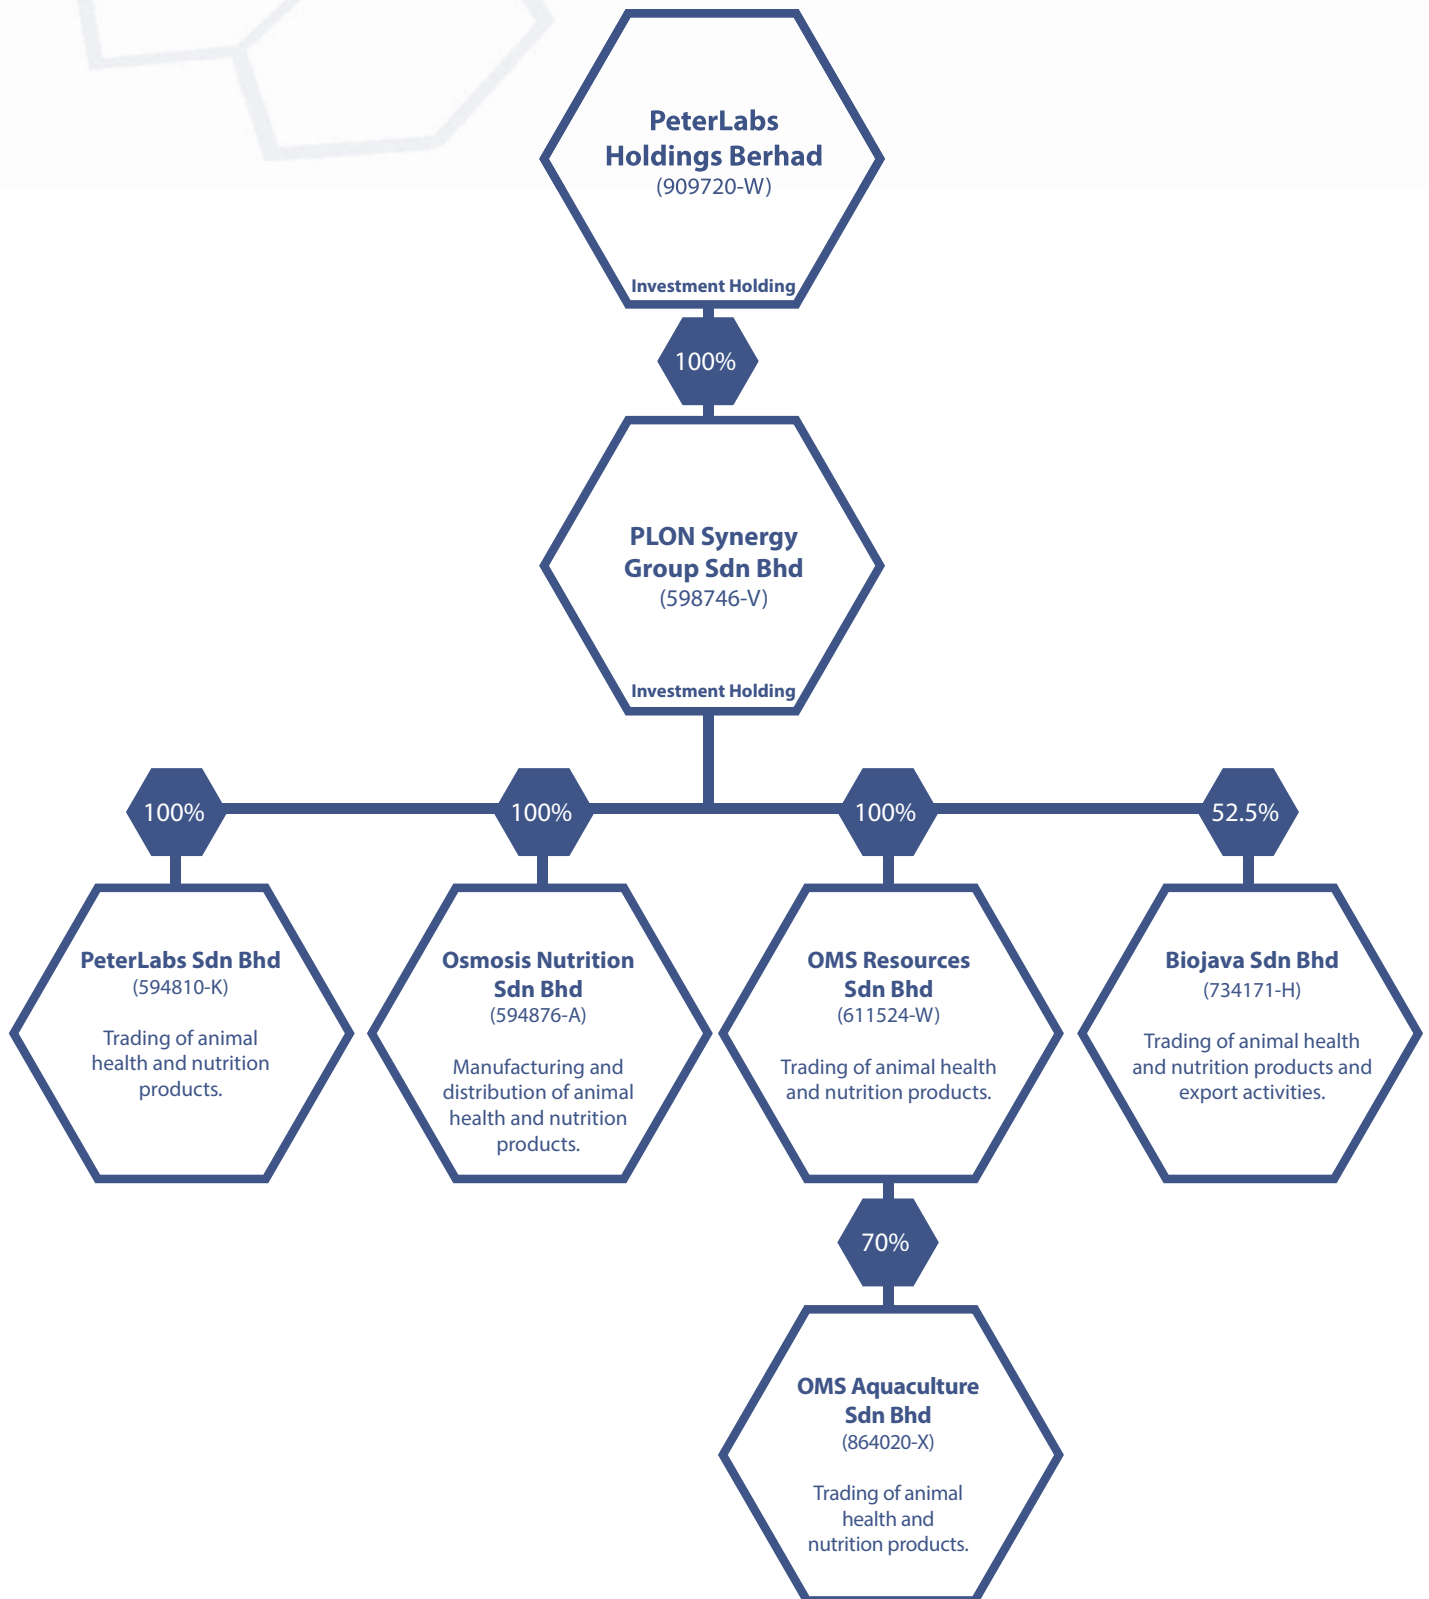 PeterLabs
Holdings Berhad
(909720-W)
Investment Holding
100%
PLON Synergy
Group Sdn Bhd
(598746-V)
Investment Holding
100%
100%
100%
52.5%
PeterLabs Sdn Bhd
(594810-K)
Trading of animal
health and nutrition
products.
Osmosis Nutrition
Sdn Bhd
(594876-A)
Manufacturing and
distribution of animal
health and nutrition
products.
OMS Resources
Sdn Bhd
(611524-W)
Trading of animal health
and nutrition products.
Biojava Sdn Bhd
(734171-H)
Trading of animal health
and nutrition products and
export activities.
70%
OMS Aquaculture
Sdn Bhd
(864020-X)
Trading of animal
health and
nutrition products.